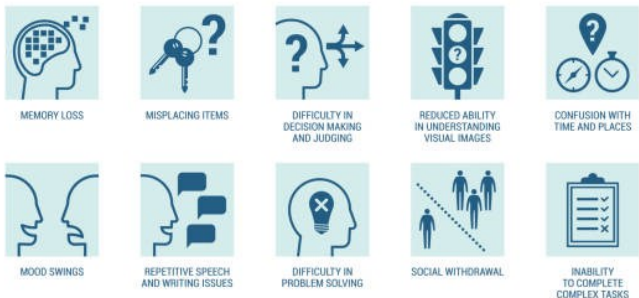 MEMORY LOSS
MISPLACING ITEMS
DIFFICULTY IN
DECISION MAKING
AND JUDGING
REDUCED ABILITY
IN UNDERSTANDING
VISUAL IMAGES
CONFUSION WITH
TIME AND PLACES
MOOD SWINGS
REPETITIVE SPEECH
AND WRITING ISSUES
DIFFICULTY IN
PROBLEM SOLVING
SOCIAL WITHDRAWAL
INABILITY
TO COMPLETE
COMPLEX TASKS